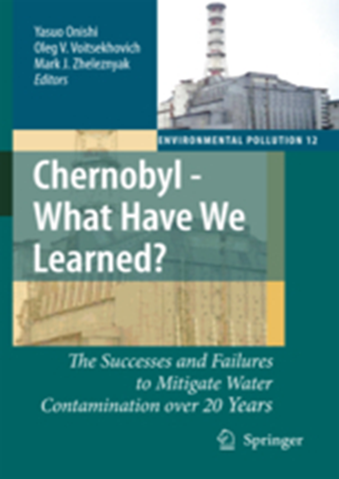 Yasuo Onishi
Oleg V. Voitsekhovich
Mark J. Zheleznyak
Editors
ENVIRONMENTAL POLLUTION 12
Chernobyl -
What Have We
Learned?
The Successes and Failures
to Mitigate Water
Contamination over 20 Years
Springer